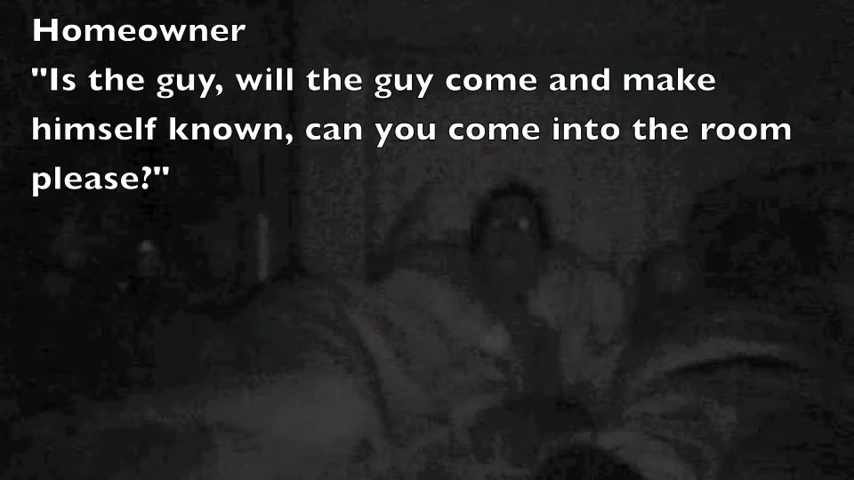 Homeowner
"Is the guy, will the guy come and make
himself known, can you come into the room
please?"